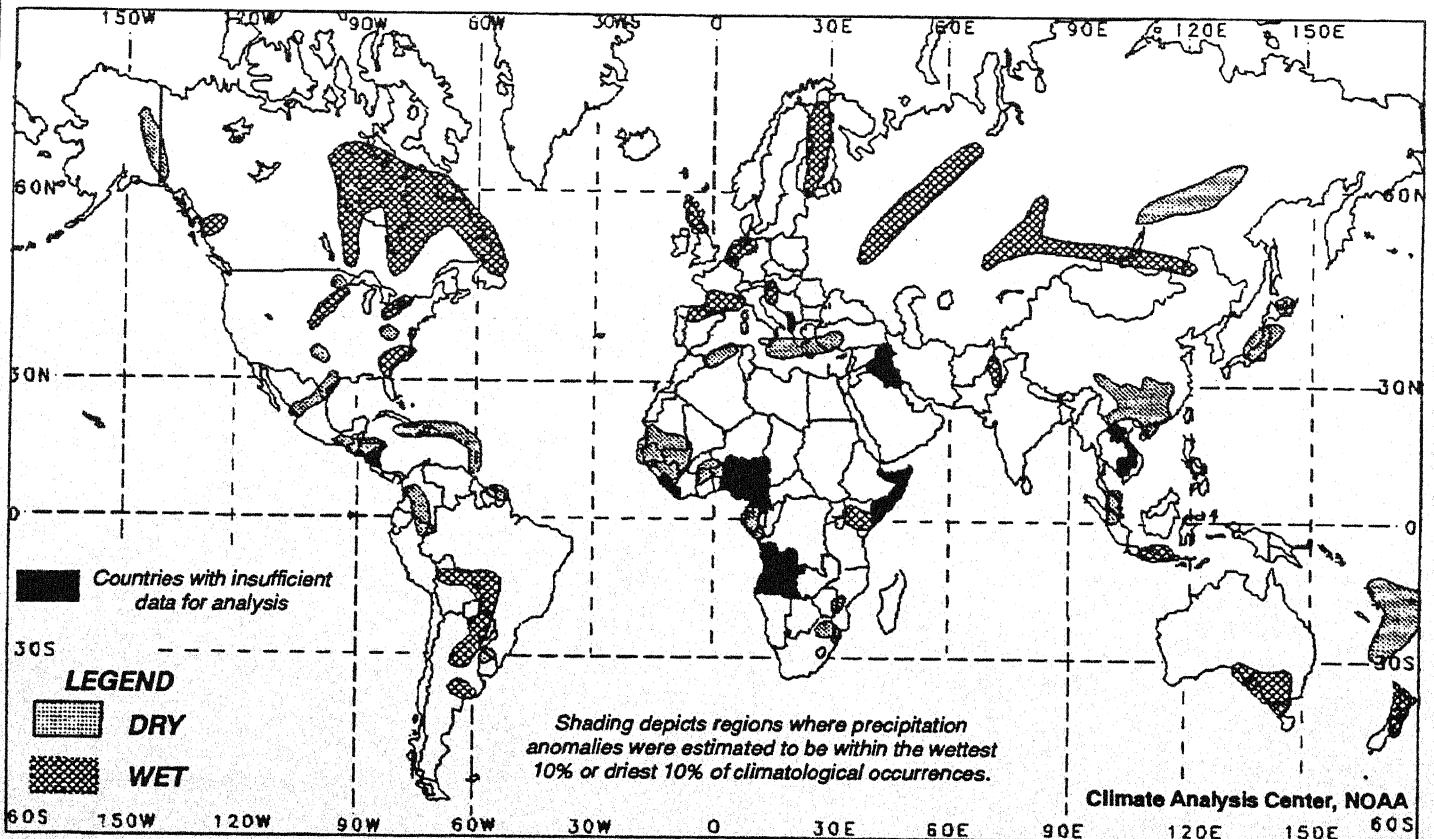 150W 120W 90W 60W 30W 0 30E 60E 90E 120E 150E
60N 60N
30N 30N
0 0
Countries with insufficient
data for analysis
30S 30S
LEGEND
DRY
WET
Shading depicts regions where precipitation
anomalies were estimated to be within the wettest
10% or driest 10% of climatological occurrences.
Climate Analysis Center, NOAA
60S 60S
150W 120W 90W 60W 30W 0 30E 60E 90E 120E 150E